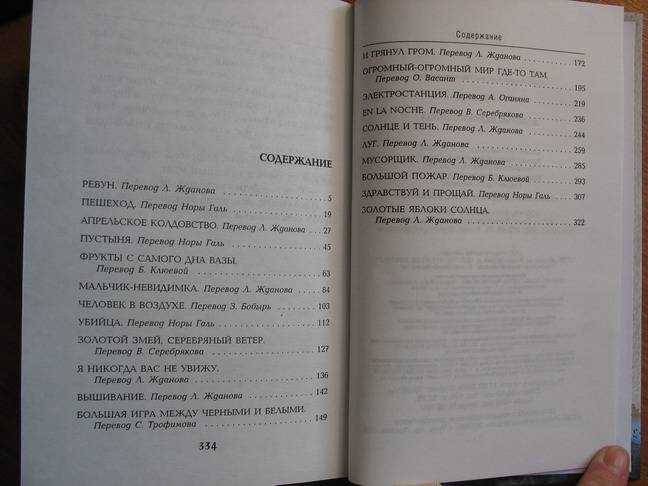 СОДЕРЖАНИЕ
РЕВУН. Перевод Л. Жданова . . . . . . . . . . . . . . . 5
ПЕШЕХОД. Перевод Норы Галь . . . . . . . . . . . . . 19
АПРЕЛЬСКОЕ КОЛДОВСТВО. Перевод Л. Жданова . . 27
ПУСТЫНЯ. Перевод Норы Галь . . . . . . . . . . . . . 45
ФРУКТЫ С САМОГО ДНА ВАЗЫ.
Перевод Б. Клюевой . . . . . . . . . . . . . . . . 63
МАЛЬЧИК-НЕВИДИМКА. Перевод Л. Жданова . . . . 84
ЧЕЛОВЕК В ВОЗДУХЕ. Перевод З. Бобырь . . . . . . 103
УБИЙЦА. Перевод Норы Галь . . . . . . . . . . . . . 112
ЗОЛОТОЙ ЗМЕЙ, СЕРЕБРЯНЫЙ ВЕТЕР.
Перевод В. Серебрякова . . . . . . . . . . . . . 127
Я НИКОГДА ВАС НЕ УВИЖУ.
Перевод Л. Жданова . . . . . . . . . . . . . . . 136
ВЫШИВАНИЕ. Перевод Л. Жданова . . . . . . . . . 142
БОЛЬШАЯ ИГРА МЕЖДУ ЧЕРНЫМИ И БЕЛЫМИ.
Перевод С. Трофимова . . . . . . . . . . . . . . 149
334
Содержание
И ГРЯНУЛ ГРОМ. Перевод Л. Жданова . . . . . . . . . 172
ОГРОМНЫЙ-ОГРОМНЫЙ МИР ГДЕ-ТО ТАМ.
Перевод О. Васант . . . . . . . . . . . . . . . . 195
ЭЛЕКТРОСТАНЦИЯ. Перевод А. Оганяна . . . . . . . 219
EN LA NOCHE. Перевод В. Серебрякова . . . . . . . 236
СОЛНЦЕ И ТЕНЬ. Перевод Л. Жданова . . . . . . . . 244
ЛУГ. Перевод Л. Жданова . . . . . . . . . . . . . . 259
МУСОРЩИК. Перевод Л. Жданова . . . . . . . . . . 285
БОЛЬШОЙ ПОЖАР. Перевод Б. Клюевой . . . . . . . 293
ЗДРАВСТВУЙ И ПРОЩАЙ. Перевод Норы Галь . . . . 307
ЗОЛОТЫЕ ЯБЛОКИ СОЛНЦА.
Перевод Л. Жданова . . . . . . . . . . . . . . . 322